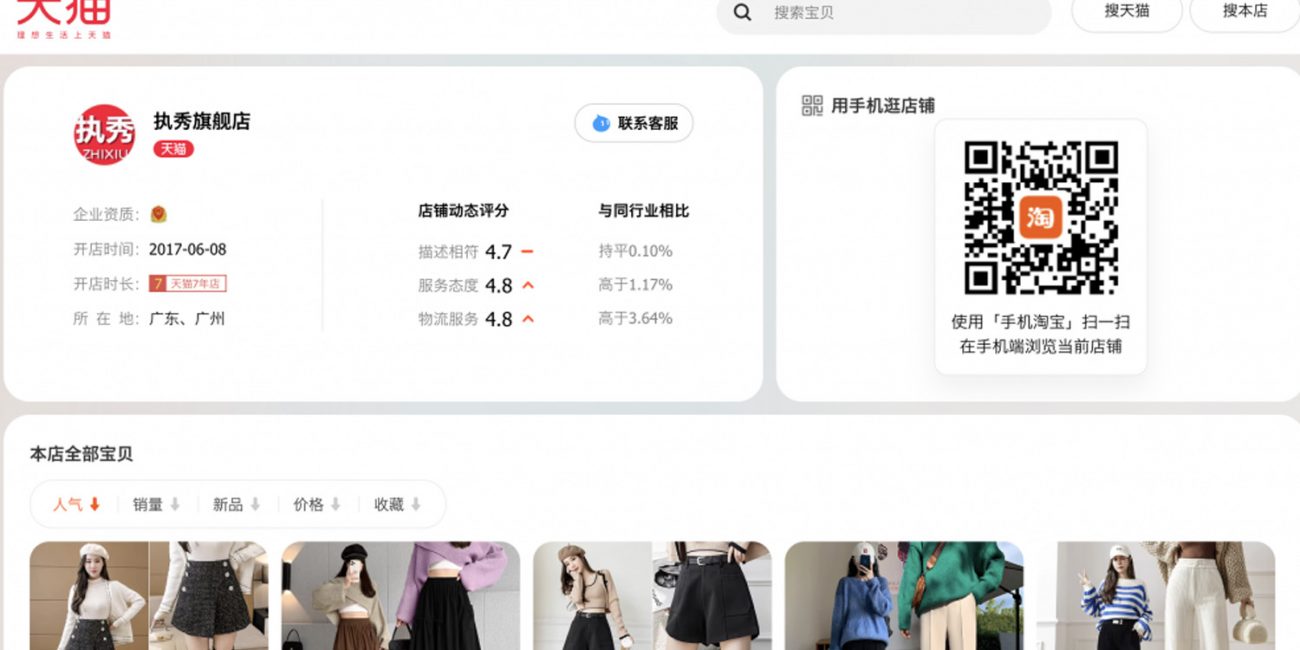 天猫
理想生活上天猫
搜索宝贝
搜天猫
搜本店
执秀
ZHIXIU
执秀旗舰店
天猫
联系客服
企业资质：
开店时间：2017-06-08
开店时长：7 天猫7年店
所在地：广东、广州
店铺动态评分 与同行业相比
描述相符 4.7 持平0.10%
服务态度 4.8 高于1.17%
物流服务 4.8 高于3.64%
用手机逛店铺
淘
使用「手机淘宝」扫一扫
在手机端浏览当前店铺
本店全部宝贝
人气 销量 新品 价格 收藏